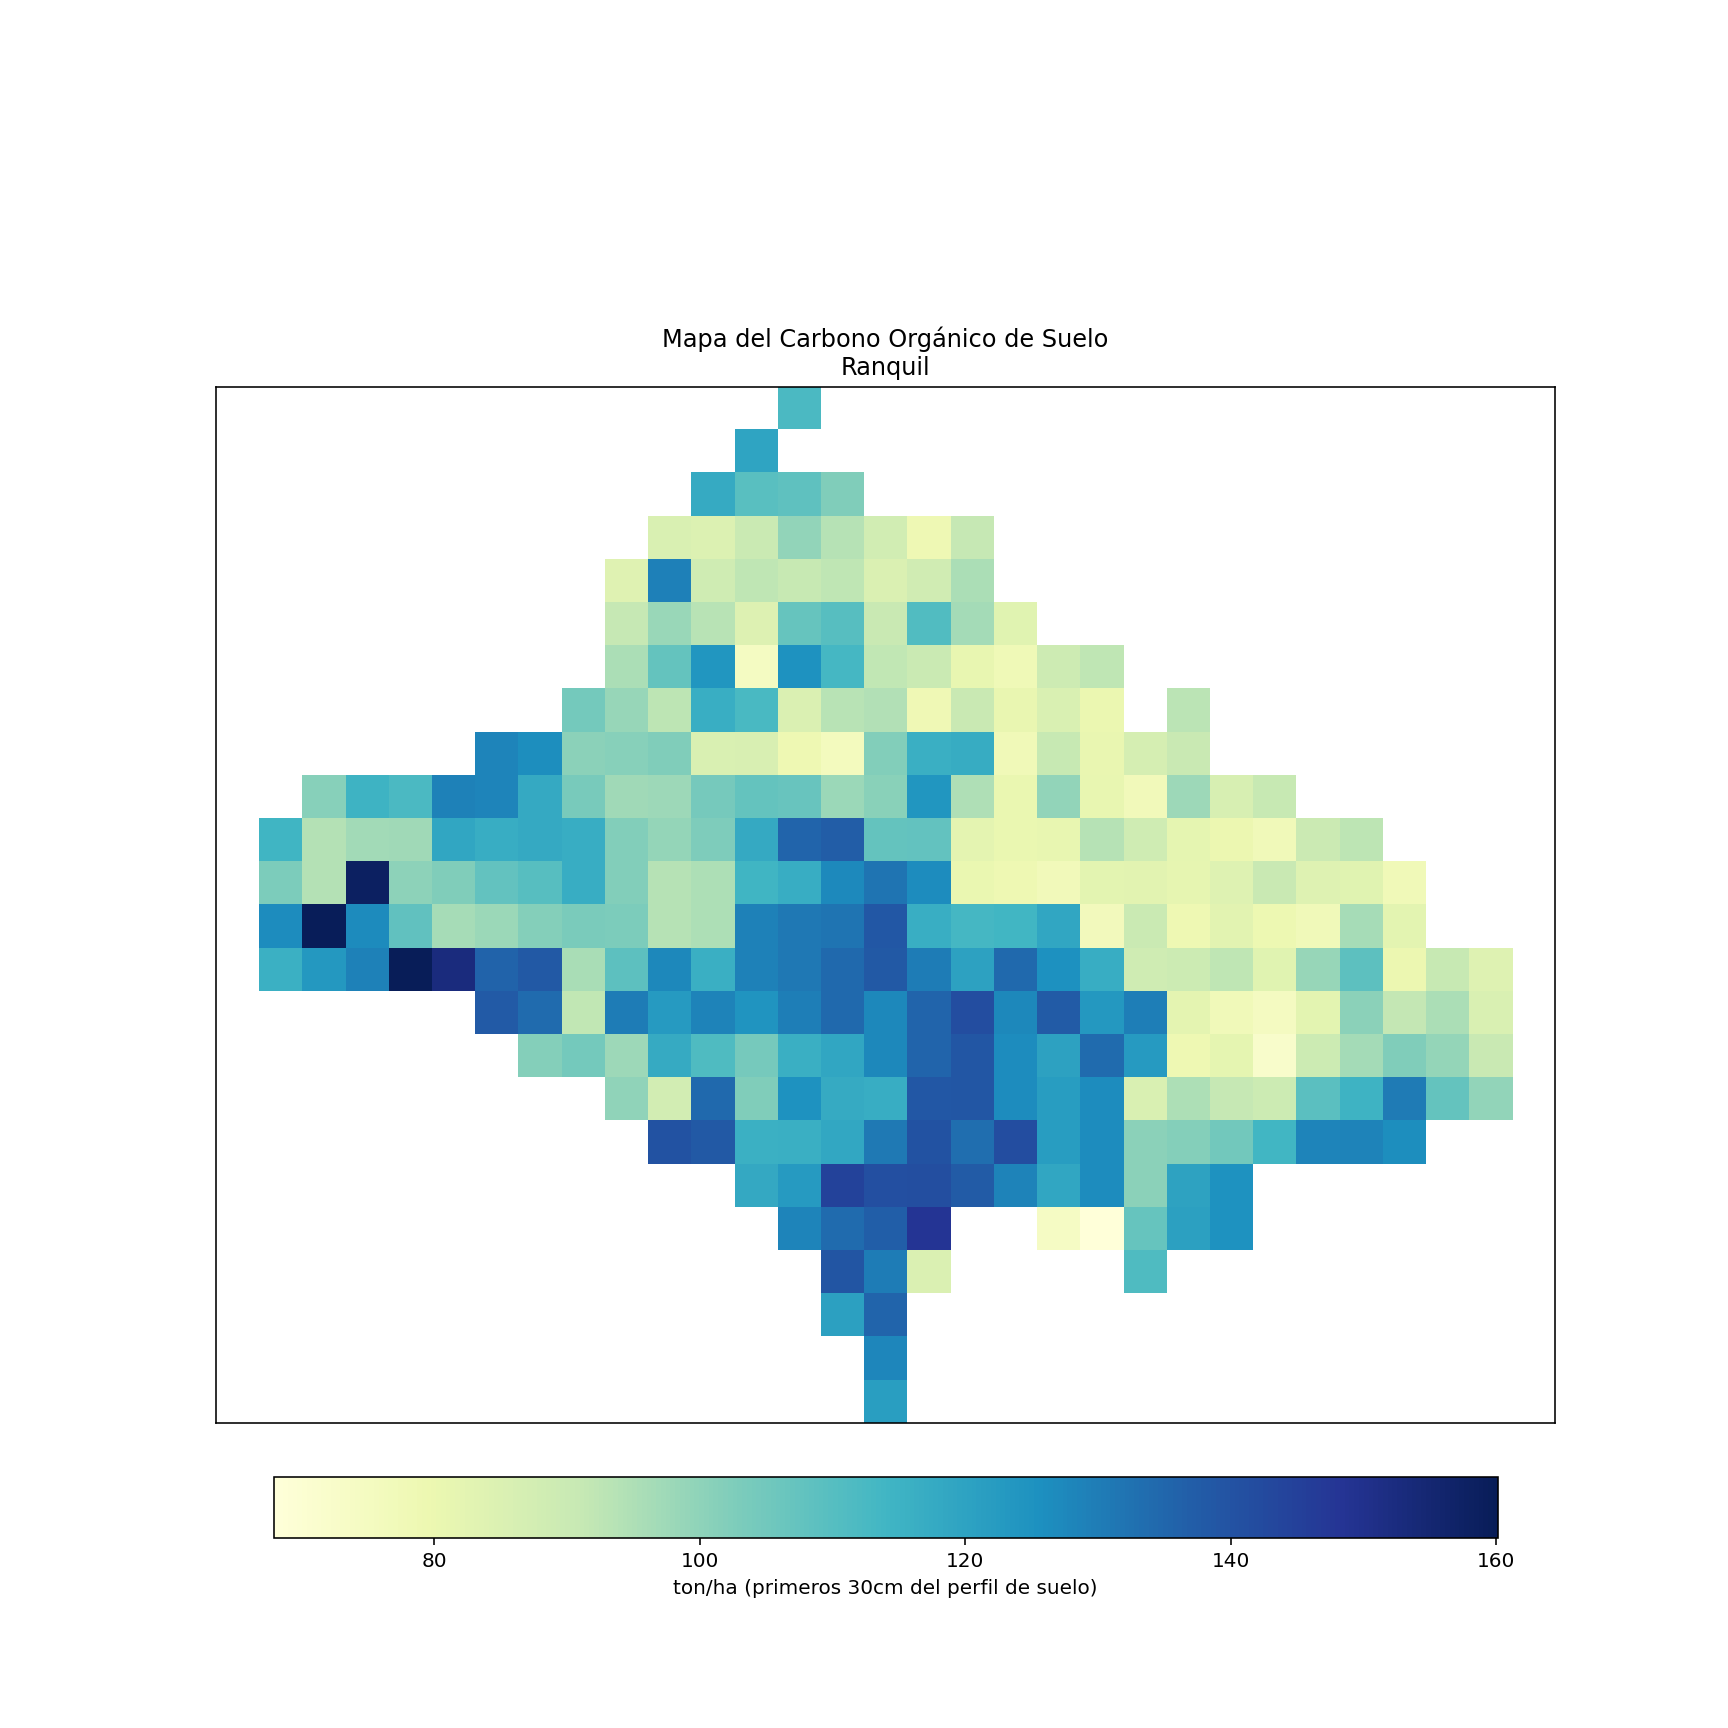 Mapa del Carbono Orgánico de Suelo
Ranquil
80 100 120 140 160
ton/ha (primeros 30cm del perfil de suelo)